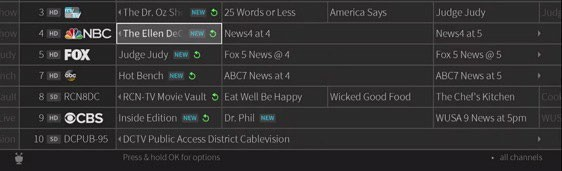 3 HD The Dr. Oz Sh NEW 25 Words or Less America Says Judge Judy
how 4 HD NBC The Ellen DeG NEW News4 at 4 News4 at 5
5 HD FOX Judge Judy NEW Fox 5 News @ 4 Fox 5 News @ 5
nch 7 HD abc Hot Bench NEW ABC7 News at 4 ABC7 News at 5
ault 8 SD RCN8DC RCN-TV Movie Vault Eat Well Be Happy Wicked Good Food The Chef's Kitchen
Live 9 HD CBS Inside Edition NEW Dr. Phil NEW WUSA 9 News at 5pm
10 SD DCPUB-95 DCTV Public Access District Cablevision
Press & hold OK for options all channels